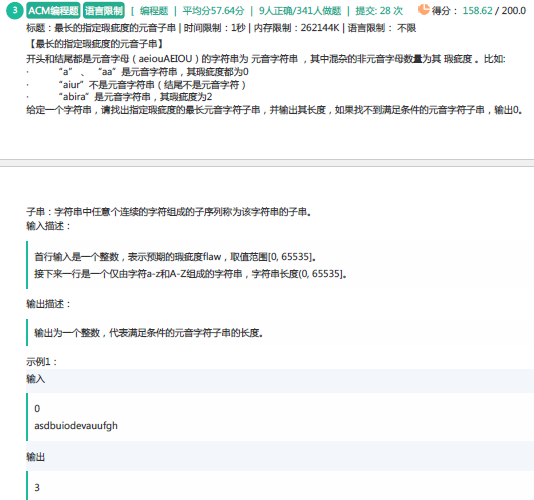 3 ACM编程题 语言限制 [ 编程题 | 平均分57.64分 | 9人正确/341人做题 | 提交: 28 次 得分： 158.62 / 200.0
标题：最长的指定瑕疵度的元音子串 | 时间限制：1秒 | 内存限制：262144K | 语言限制： 不限
【最长的指定瑕疵度的元音子串】
开头和结尾都是元音字母（aeiouAEIOU）的字符串为 元音字符串 ，其中混杂的非元音字母数量为其 瑕疵度 。比如:
· “a” 、 “aa”是元音字符串，其瑕疵度都为0
· “aiur”不是元音字符串（结尾不是元音字符）
· “abira”是元音字符串，其瑕疵度为2
给定一个字符串，请找出指定瑕疵度的最长元音字符子串，并输出其长度，如果找不到满足条件的元音字符子串，输出0。
子串：字符串中任意个连续的字符组成的子序列称为该字符串的子串。
输入描述：
首行输入是一个整数，表示预期的瑕疵度flaw，取值范围[0, 65535]。
接下来一行是一个仅由字符a-z和A-Z组成的字符串，字符串长度(0, 65535]。
输出描述：
输出为一个整数，代表满足条件的元音字符子串的长度。
示例1：
输入
0
asdbuiodevauufgh
输出
3